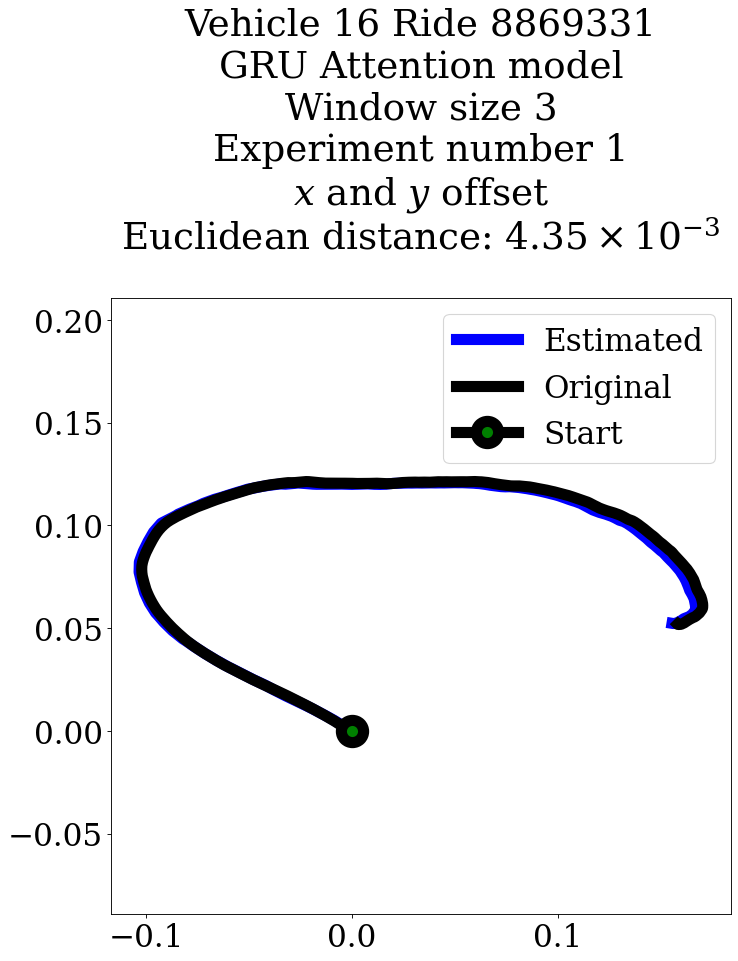 Vehicle 16 Ride 8869331
GRU Attention model
Window size 3
Experiment number 1
x and y offset
Euclidean distance: 4.35 × 10⁻³
0.20
0.15
0.10
0.05
0.00
−0.05
Estimated
Original
Start
−0.1
0.0
0.1